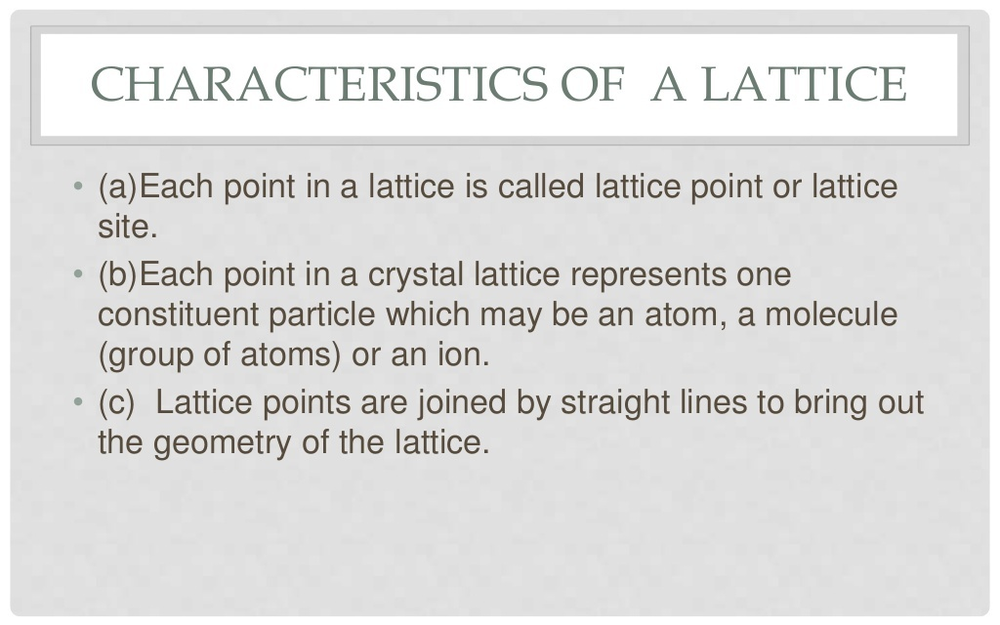 CHARACTERISTICS OF  A LATTICE
• (a)Each point in a lattice is called lattice point or lattice
site.
• (b)Each point in a crystal lattice represents one
constituent particle which may be an atom, a molecule
(group of atoms) or an ion.
• (c)  Lattice points are joined by straight lines to bring out
the geometry of the lattice.